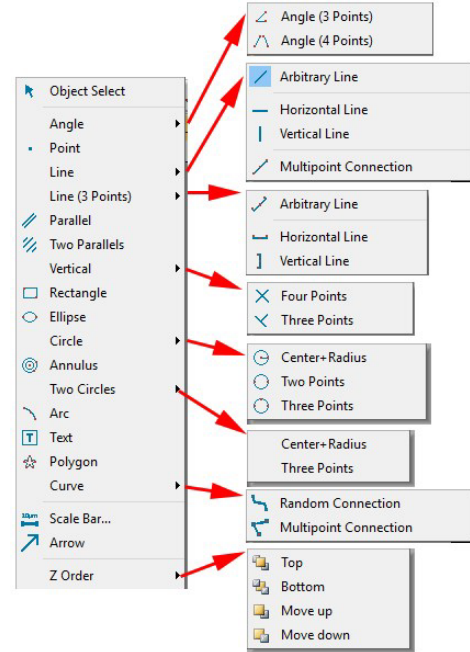 Object Select
Angle
Point
Line
Line (3 Points)
Parallel
Two Parallels
Vertical
Rectangle
Ellipse
Circle
Annulus
Two Circles
Arc
T Text
Polygon
Curve
10μm Scale Bar...
Arrow
Z Order
Angle (3 Points)
Angle (4 Points)
Arbitrary Line
Horizontal Line
Vertical Line
Multipoint Connection
Arbitrary Line
Horizontal Line
Vertical Line
Four Points
Three Points
Center+Radius
Two Points
Three Points
Center+Radius
Three Points
Random Connection
Multipoint Connection
Top
Bottom
Move up
Move down